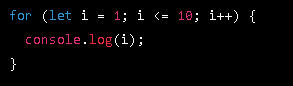 for (let i = 1; i <= 10; i++) {
  console.log(i);
}